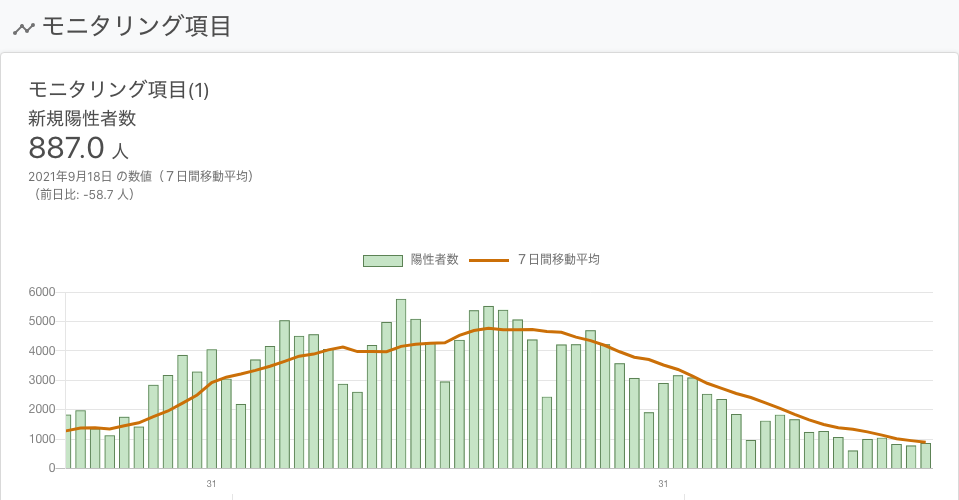 モニタリング項目
モニタリング項目(1)
新規陽性者数
887.0 人
2021年9月18日 の数値（７日間移動平均）
（前日比: -58.7 人）
陽性者数 ７日間移動平均
6000
5000
4000
3000
2000
1000
0
31 31